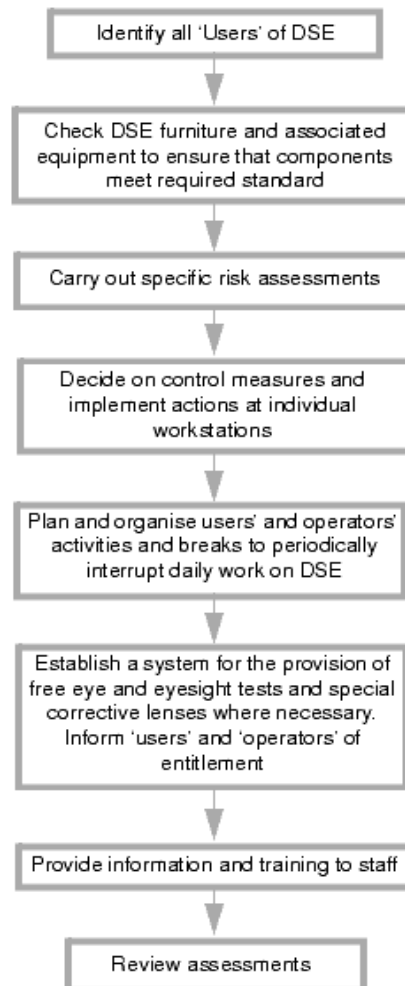 Identify all ‘Users’ of DSE
Check DSE furniture and associated
equipment to ensure that components
meet required standard
Carry out specific risk assessments
Decide on control measures and
implement actions at individual
workstations
Plan and organise users’ and operators’
activities and breaks to periodically
interrupt daily work on DSE
Establish a system for the provision of
free eye and eyesight tests and special
corrective lenses where necessary.
Inform ‘users’ and ‘operators’ of
entitlement
Provide information and training to staff
Review assessments